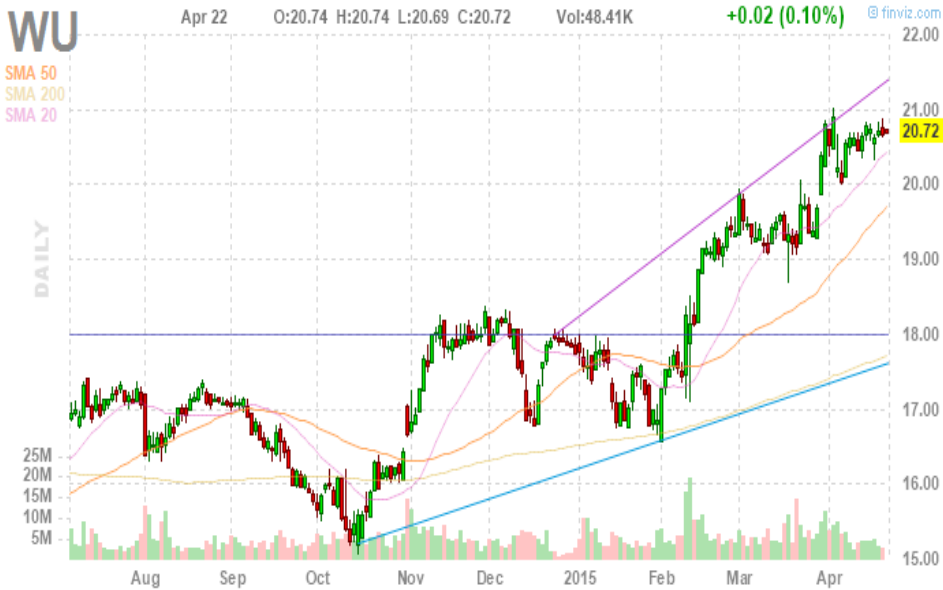 WU Apr 22 O:20.74 H:20.74 L:20.69 C:20.72 Vol:48.41K +0.02 (0.10%) © finviz.com
SMA 50
SMA 200
SMA 20
DAILY
22.00
21.00
20.72
20.00
19.00
18.00
17.00
16.00
15.00
25M
20M
15M
10M
5M
Aug Sep Oct Nov Dec 2015 Feb Mar Apr